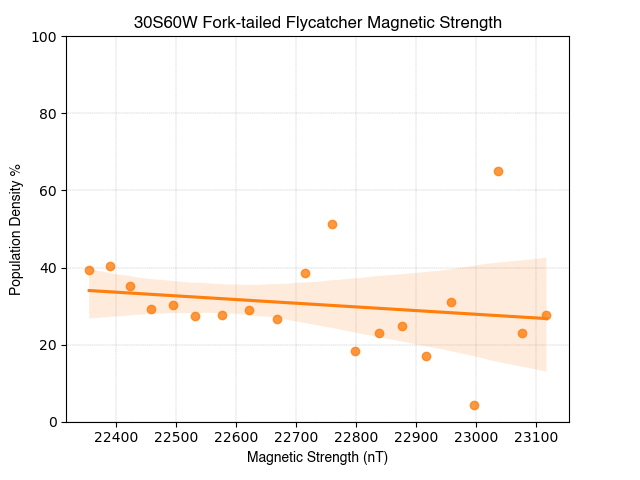 30S60W Fork-tailed Flycatcher Magnetic Strength
100
80
60
40
20
0
Population Density %
22400 22500 22600 22700 22800 22900 23000 23100
Magnetic Strength (nT)